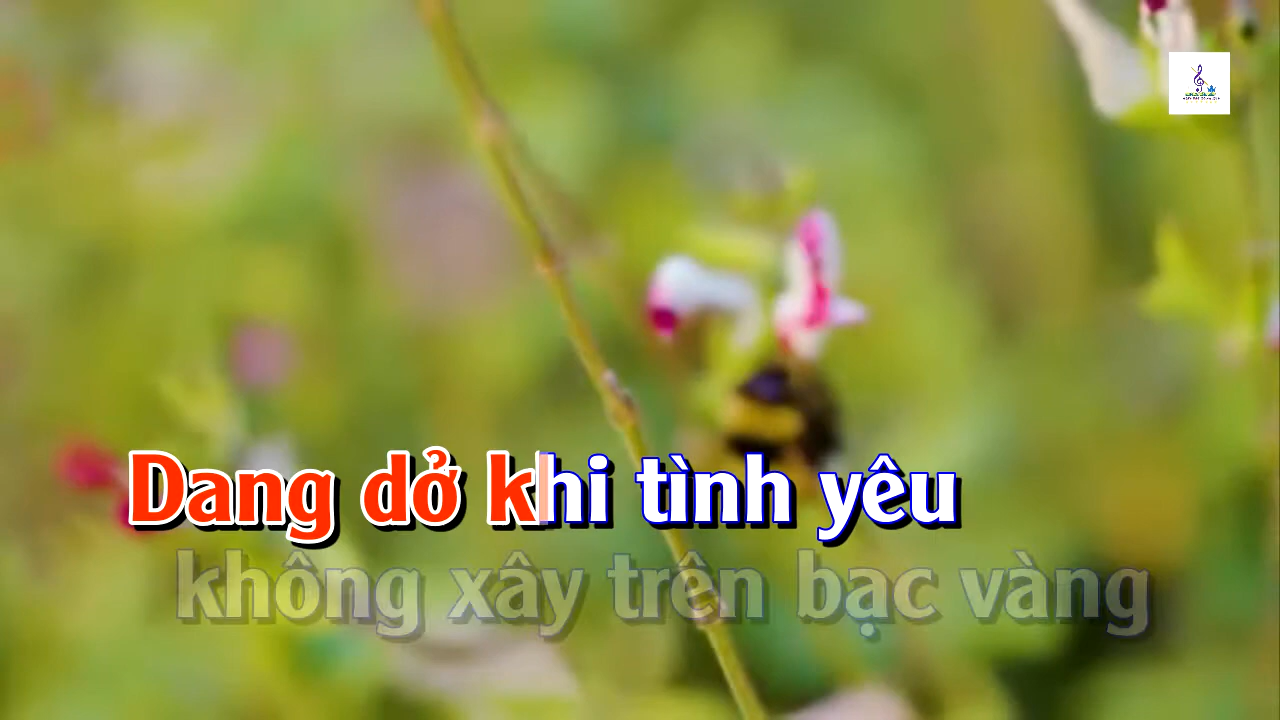 Dang dở khi tình yêu
không xây trên bạc vàng